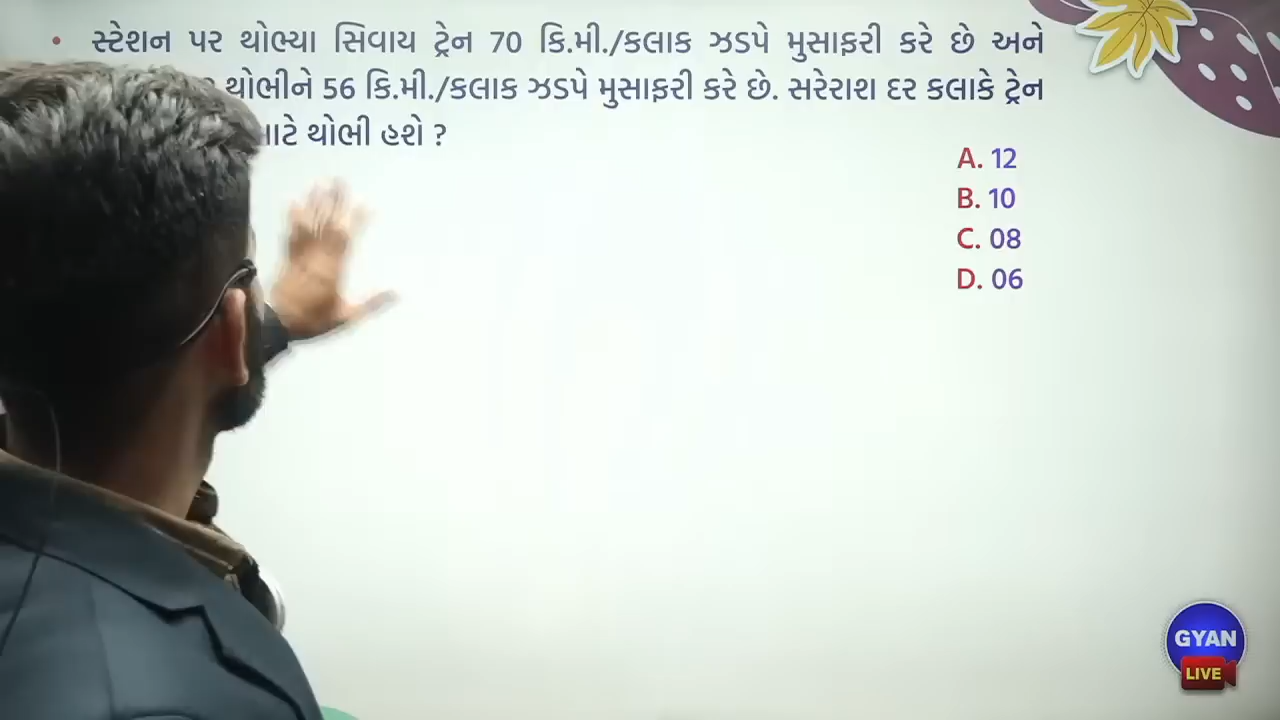 • સ્ટેશન પર થોભ્યા સિવાય ટ્રેન 70 કિ.મી./કલાક ઝડપે મુસાફરી કરે છે અને
થોભીને 56 કિ.મી./કલાક ઝડપે મુસાફરી કરે છે. સરેરાશ દર કલાકે ટ્રેન
થોભી હશે ?
A. 12
B. 10
C. 08
D. 06
GYAN
LIVE